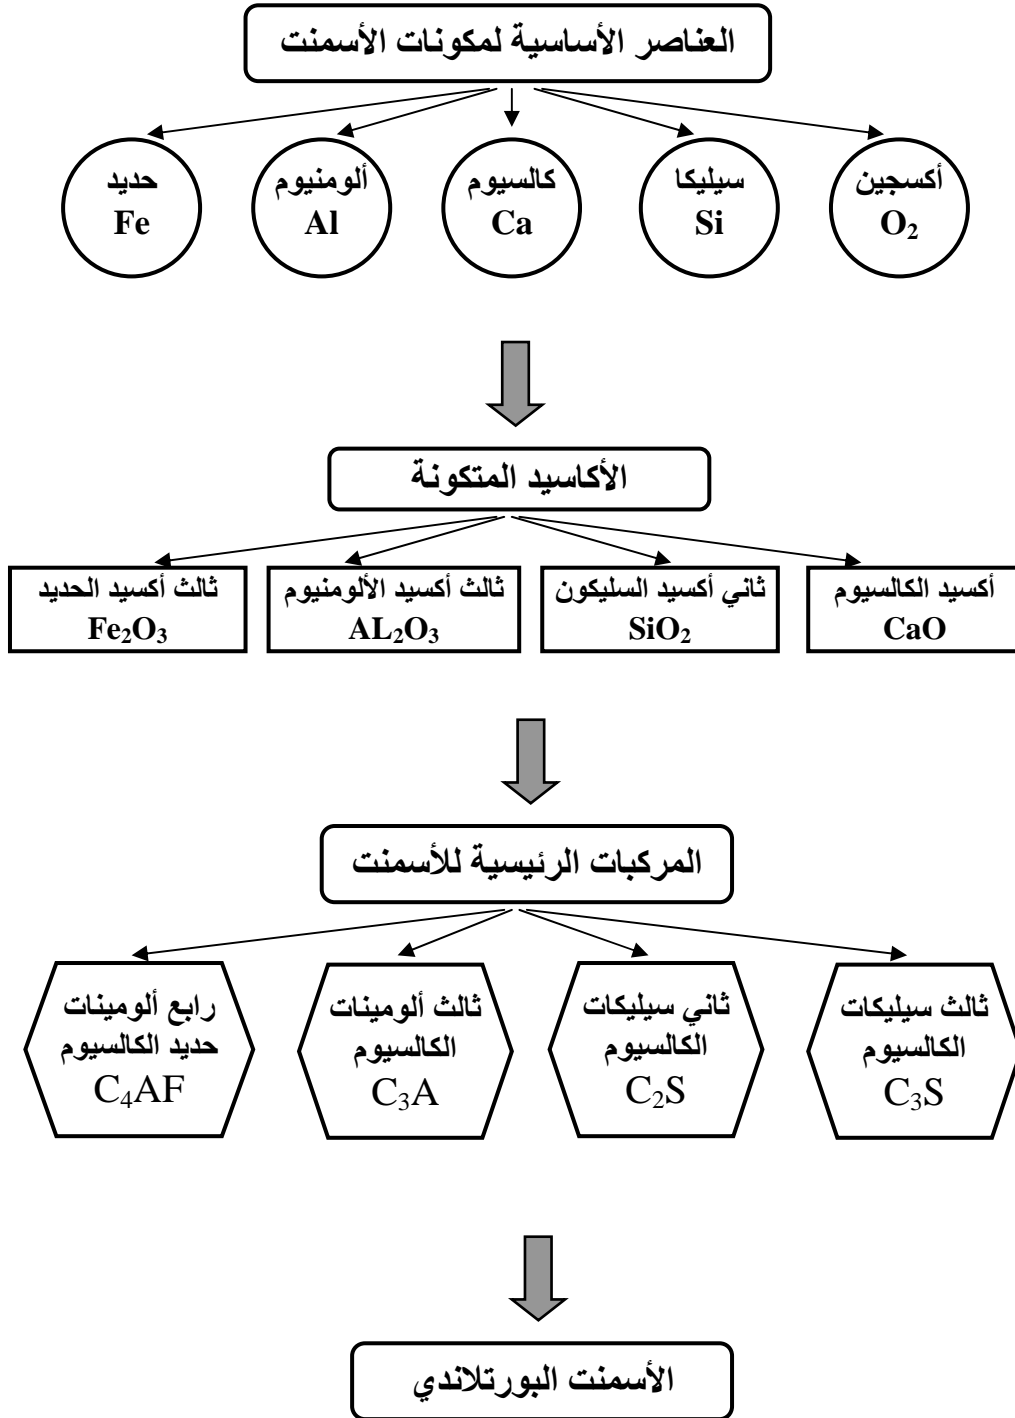 العناصر الأساسية لمكونات الأسمنت
أكسجين
O₂
سيليكا
Si
كالسيوم
Ca
ألومنيوم
Al
حديد
Fe
الأكاسيد المتكونة
أكسيد الكالسيوم
CaO
ثاني أكسيد السليكون
SiO₂
ثالث أكسيد الألومنيوم
AL₂O₃
ثالث أكسيد الحديد
Fe₂O₃
المركبات الرئيسية للأسمنت
ثالث سيليكات
الكالسيوم
C₃S
ثاني سيليكات
الكالسيوم
C₂S
ثالث ألومينات
الكالسيوم
C₃A
رابع ألومينات
حديد الكالسيوم
C₄AF
الأسمنت البورتلاندي